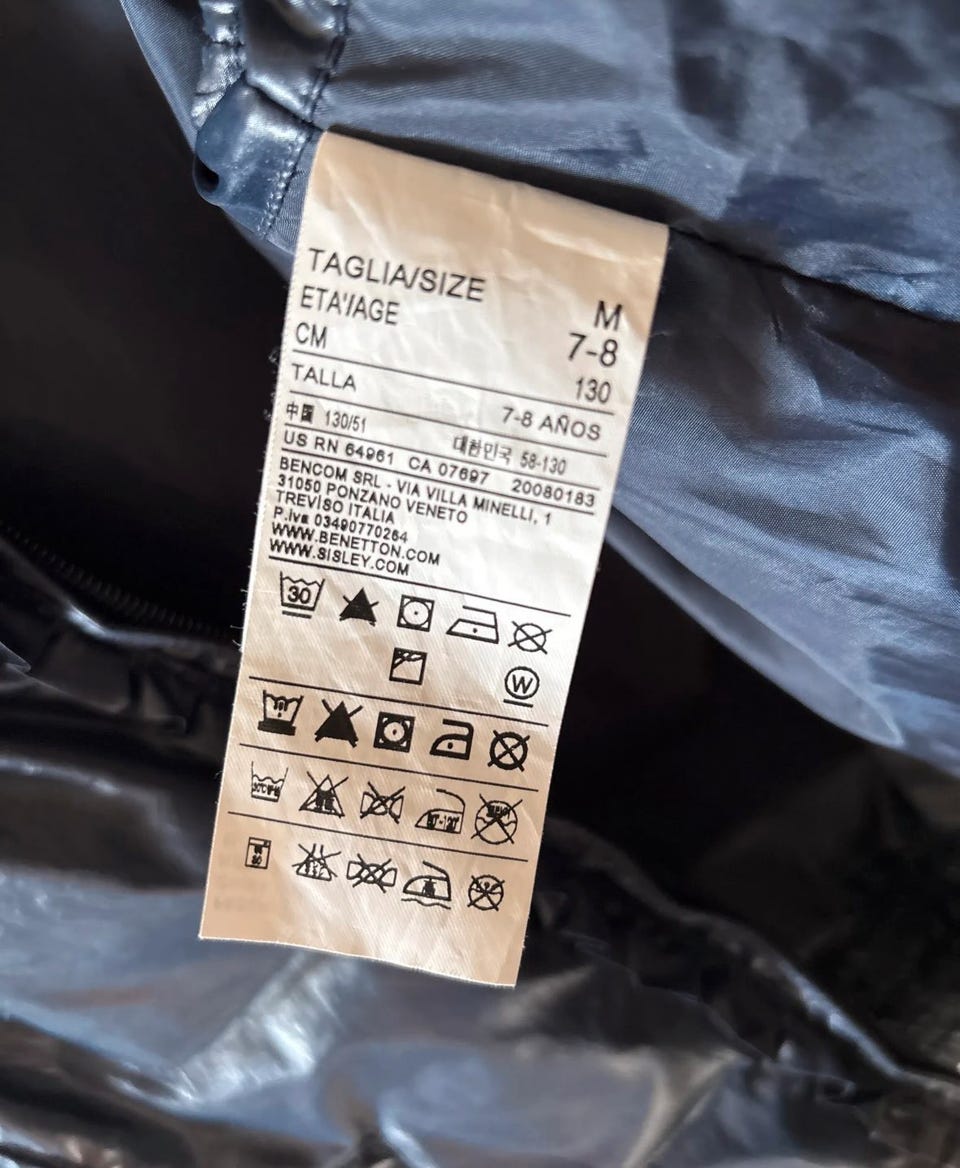 TAGLIA/SIZE M
ETA'/AGE 7-8
CM 130
TALLA 7-8 AÑOS
中国 130/51 대한민국 58-130
US RN 64961 CA 07697 20080183
BENCOM SRL - VIA VILLA MINELLI, 1
31050 PONZANO VENETO
TREVISO ITALIA
P.iva 03490770264
WWW.BENETTON.COM
WWW.SISLEY.COM
30
W